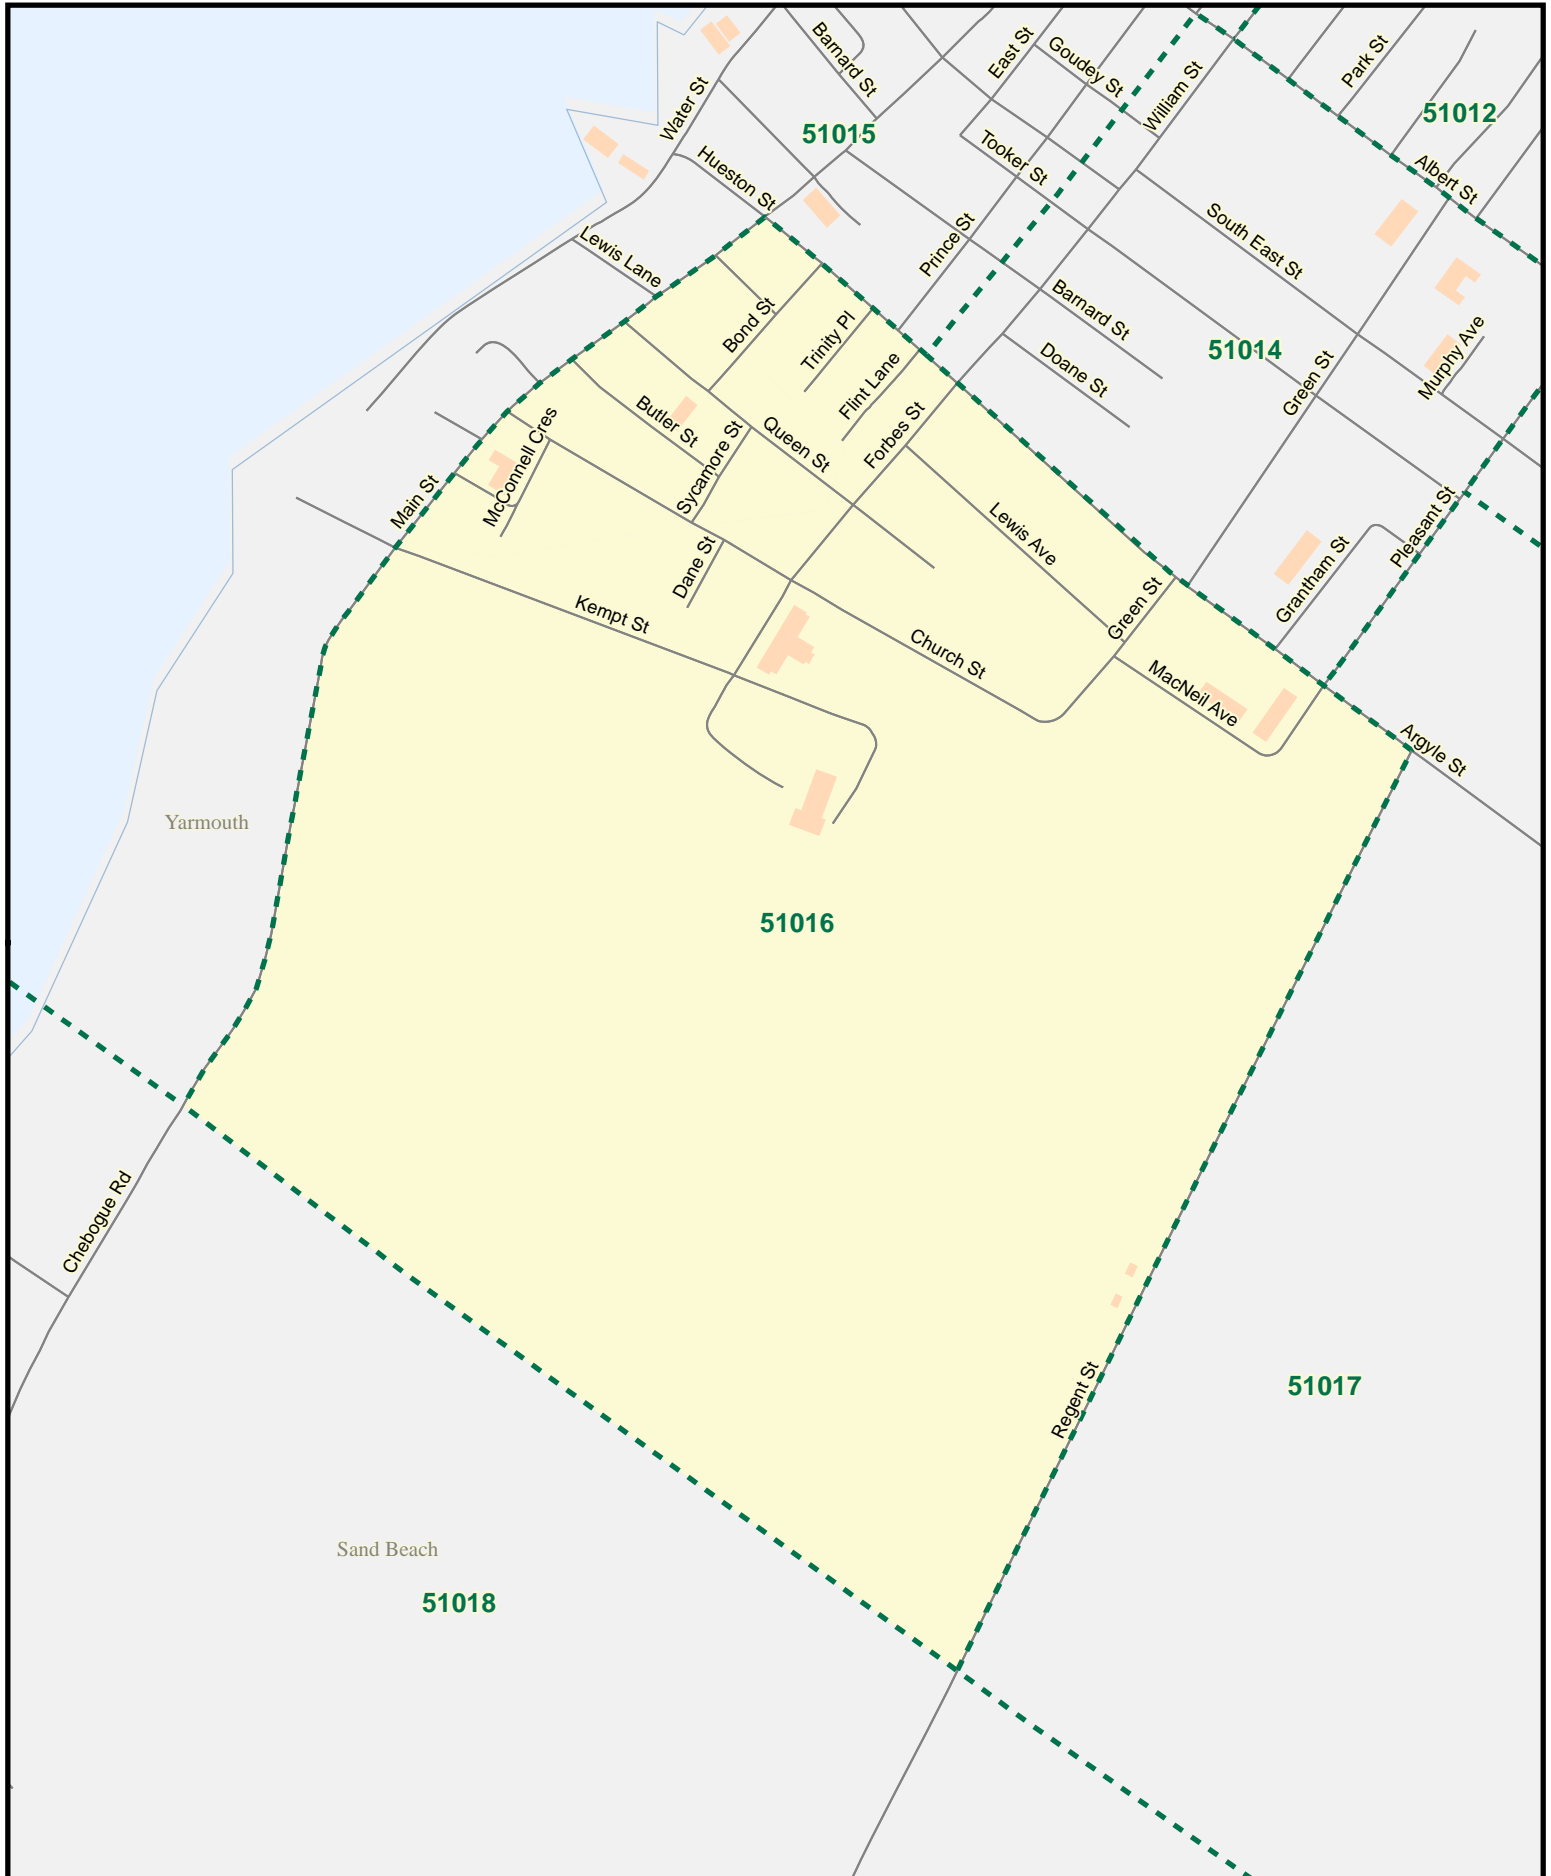 Barnard St
East St
Goudey St
Park St
William St
Water St
51012
51015
Tooker St
Hueston St
Albert St
South East St
Prince St
Lewis Lane
Barnard St
Bond St
Trinity Pl
51014
Murphy Ave
Doane St
Flint Lane
Green St
Butler St
Forbes St
Queen St
Sycamore St
McConnell Cres
Main St
Lewis Ave
Pleasant St
Dane St
Grantham St
Green St
Kempt St
Church St
MacNeil Ave
Argyle St
Yarmouth
51016
Chebogue Rd
51017
Regent St
Sand Beach
51018